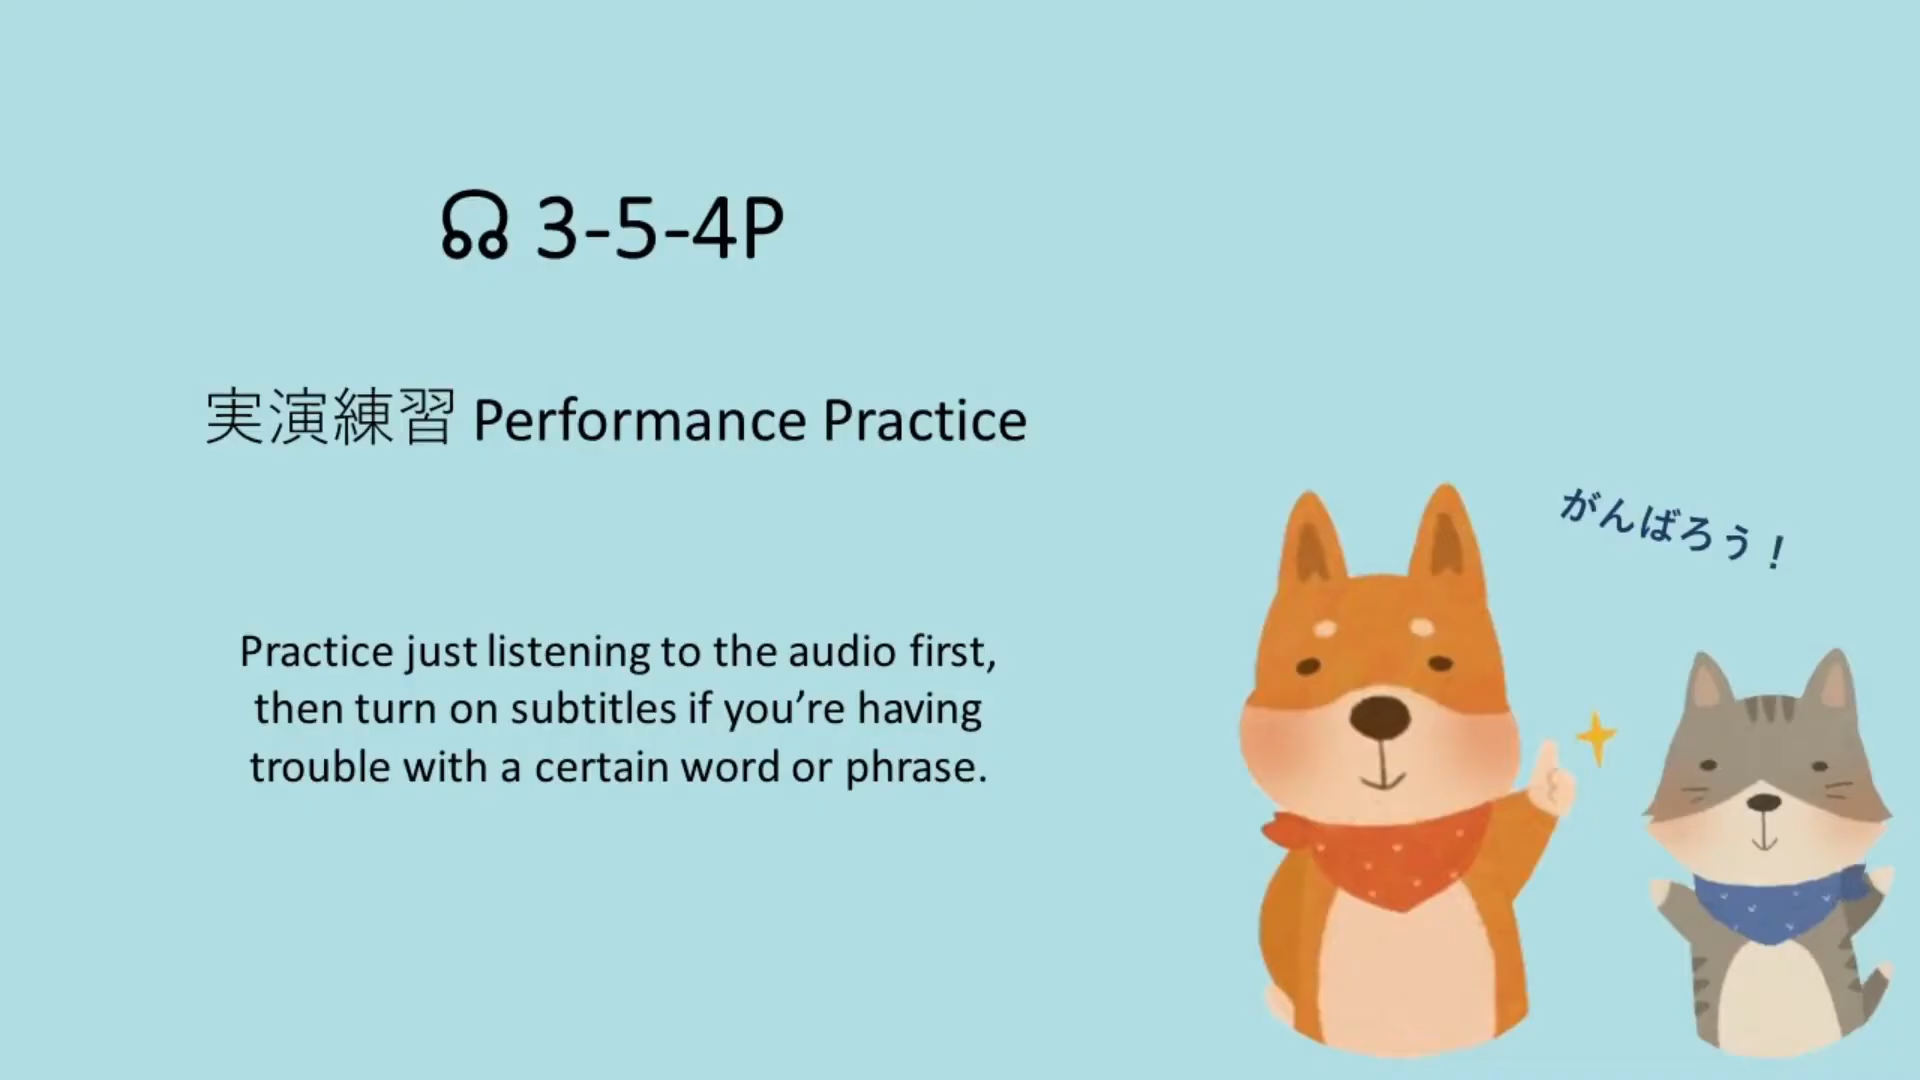 ☊ 3-5-4P
実演練習 Performance Practice
がんばろう！
Practice just listening to the audio first,
then turn on subtitles if you’re having
trouble with a certain word or phrase.